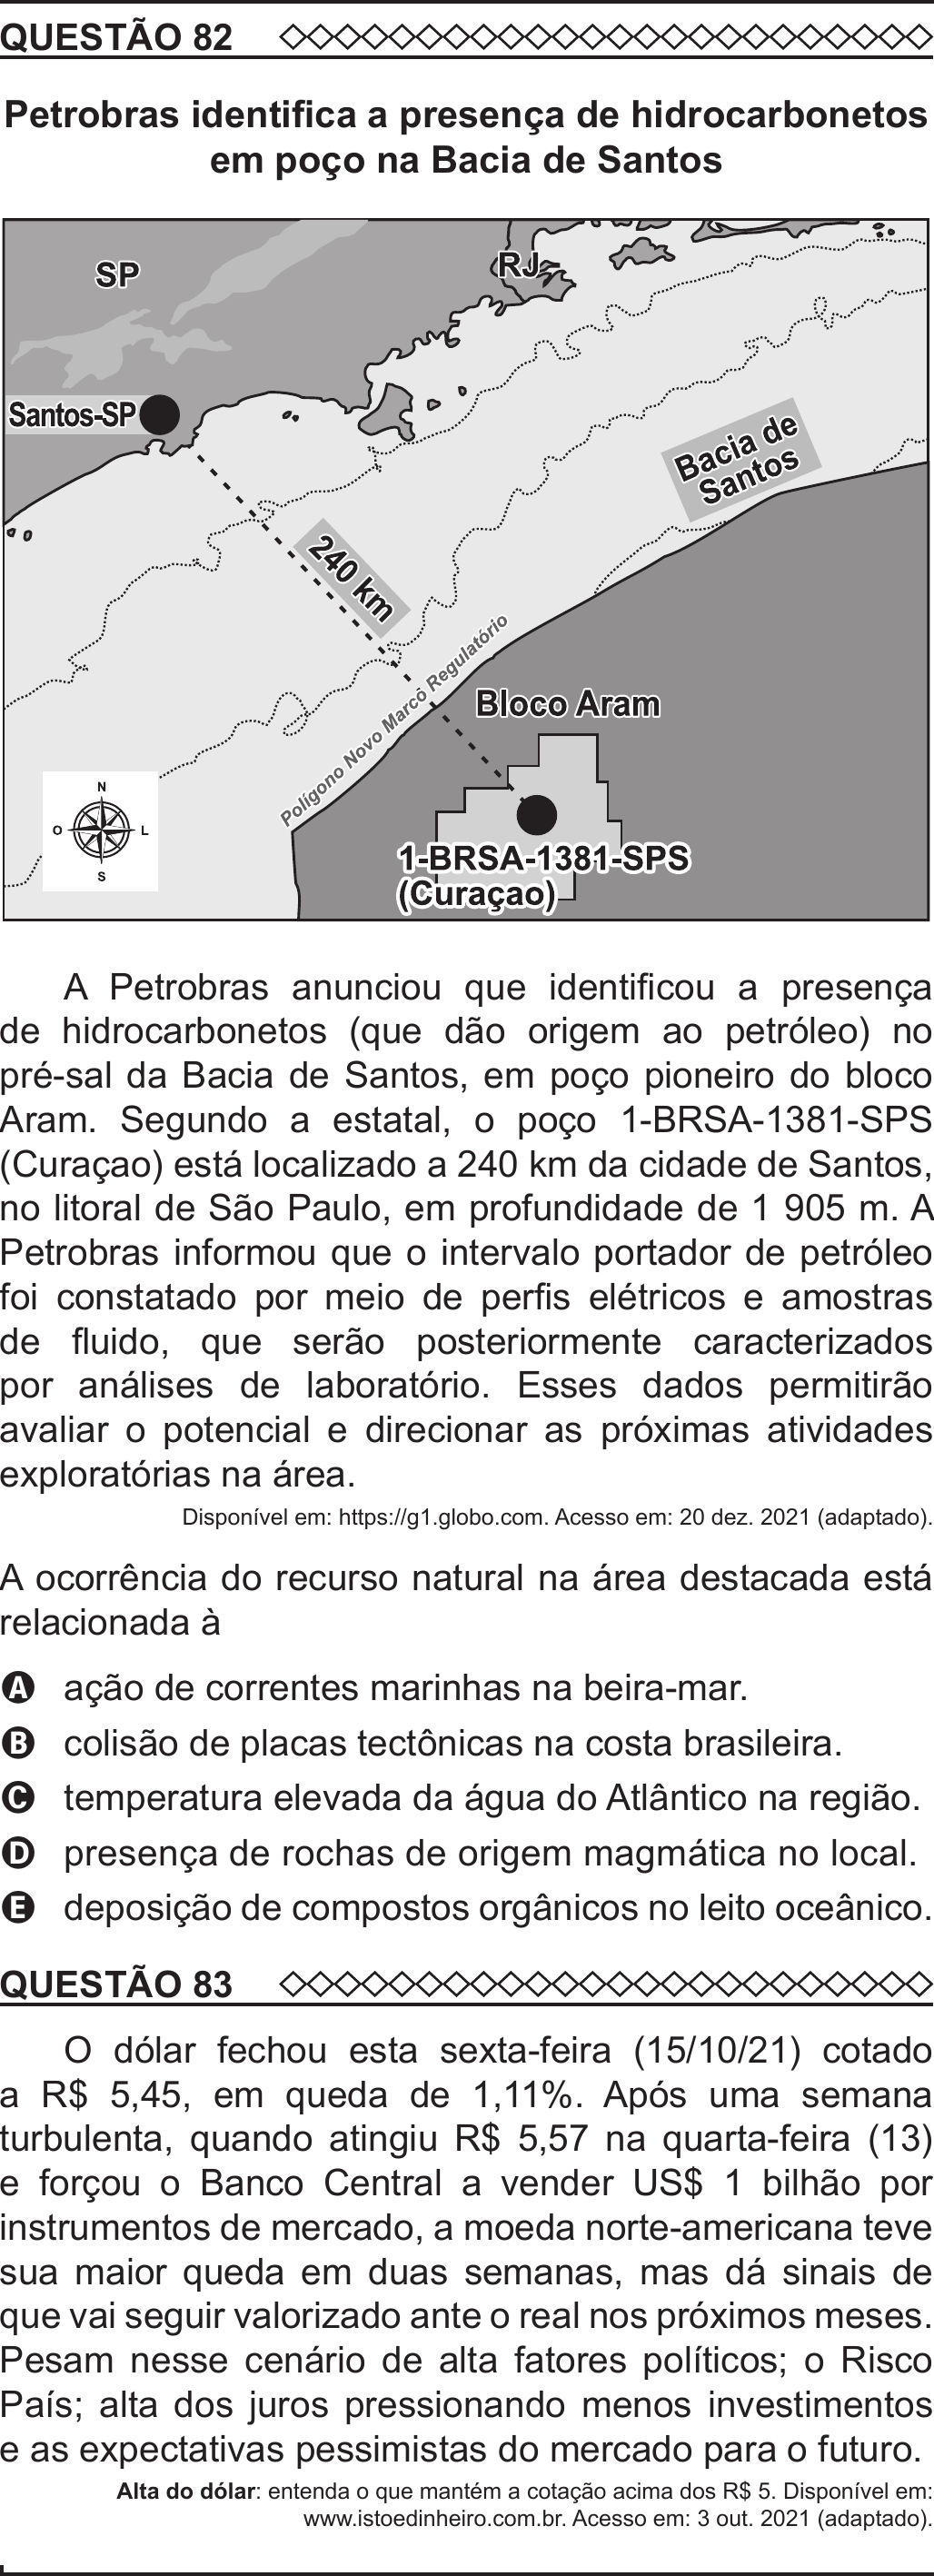 QUESTÃO 82
Petrobras identifica a presença de hidrocarbonetos
em poço na Bacia de Santos
SP
RJ
Santos-SP
Bacia de
Santos
240 km
Polígono Novo Marco Regulatório
Bloco Aram
N
O
L
S
1-BRSA-1381-SPS
(Curaçao)
A Petrobras anunciou que identificou a presença
de hidrocarbonetos (que dão origem ao petróleo) no
pré-sal da Bacia de Santos, em poço pioneiro do bloco
Aram. Segundo a estatal, o poço 1-BRSA-1381-SPS
(Curaçao) está localizado a 240 km da cidade de Santos,
no litoral de São Paulo, em profundidade de 1 905 m. A
Petrobras informou que o intervalo portador de petróleo
foi constatado por meio de perfis elétricos e amostras
de fluido, que serão posteriormente caracterizados
por análises de laboratório. Esses dados permitirão
avaliar o potencial e direcionar as próximas atividades
exploratórias na área.
Disponível em: https://g1.globo.com. Acesso em: 20 dez. 2021 (adaptado).
A ocorrência do recurso natural na área destacada está
relacionada à
A ação de correntes marinhas na beira-mar.
B colisão de placas tectônicas na costa brasileira.
C temperatura elevada da água do Atlântico na região.
D presença de rochas de origem magmática no local.
E deposição de compostos orgânicos no leito oceânico.
QUESTÃO 83
O dólar fechou esta sexta-feira (15/10/21) cotado
a R$ 5,45, em queda de 1,11%. Após uma semana
turbulenta, quando atingiu R$ 5,57 na quarta-feira (13)
e forçou o Banco Central a vender US$ 1 bilhão por
instrumentos de mercado, a moeda norte-americana teve
sua maior queda em duas semanas, mas dá sinais de
que vai seguir valorizado ante o real nos próximos meses.
Pesam nesse cenário de alta fatores políticos; o Risco
País; alta dos juros pressionando menos investimentos
e as expectativas pessimistas do mercado para o futuro.
Alta do dólar: entenda o que mantém a cotação acima dos R$ 5. Disponível em:
www.istoedinheiro.com.br. Acesso em: 3 out. 2021 (adaptado).